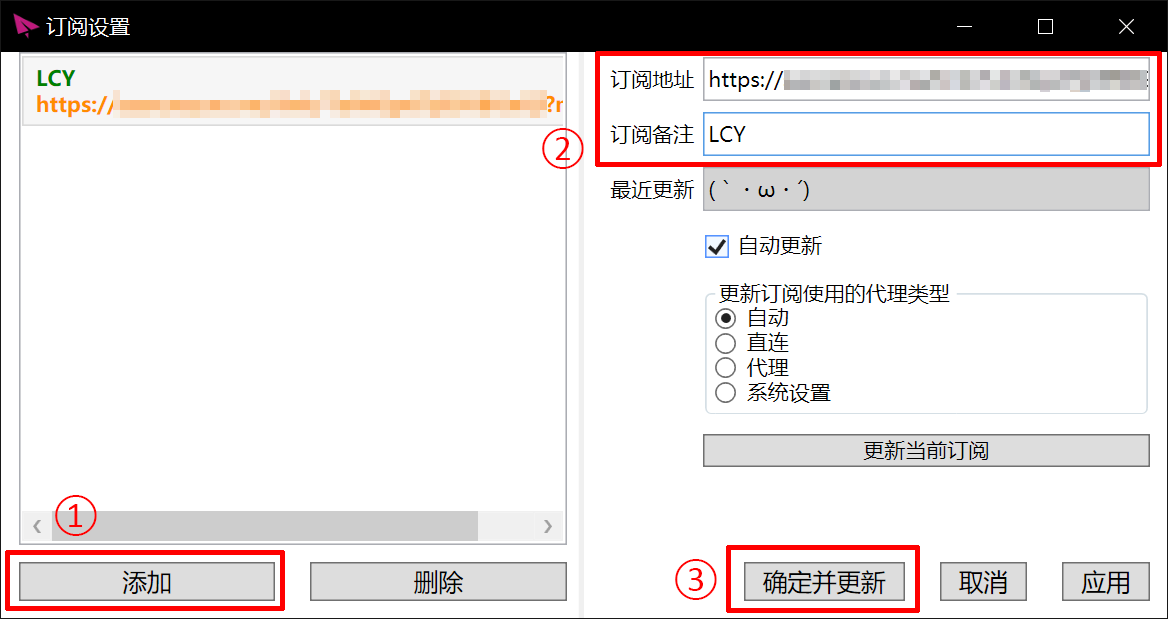 订阅设置
LCY
https://
?r
订阅地址 https://
② 订阅备注 LCY
最近更新 (｀・ω・´)
自动更新
更新订阅使用的代理类型
自动
直连
代理
系统设置
更新当前订阅
①
添加 删除
③ 确定并更新 取消 应用